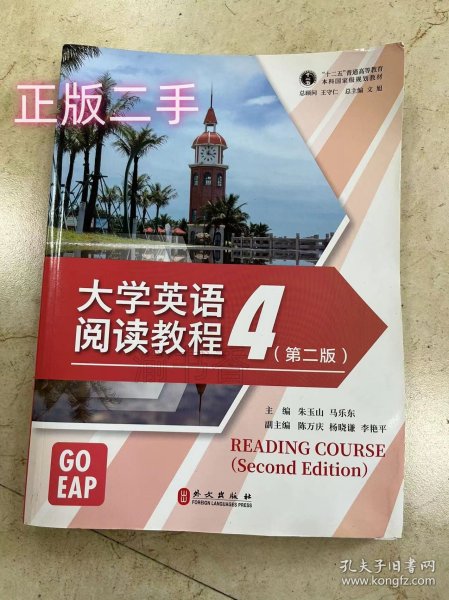 正版二手
"十二五"普通高等教育
本科国家级规划教材
总顾问 王守仁 总主编 文旭
大学英语
阅读教程 4
(第二版)
主 编 朱玉山 马乐东
副主编 陈万庆 杨晓谦 李艳平
READING COURSE
(Second Edition)
GO
EAP
外文出版社
FOREIGN LANGUAGES PRESS
孔夫子旧书网
www.kongfz.com